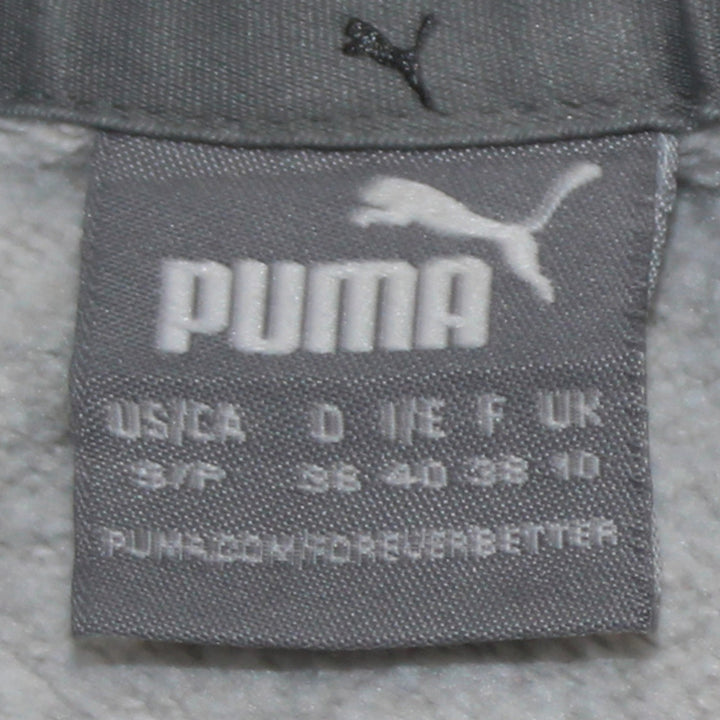 PUMA
US/CA D I/E F UK
S/P 36 40 38 10
PUMA.COM/FOREVERBETTER